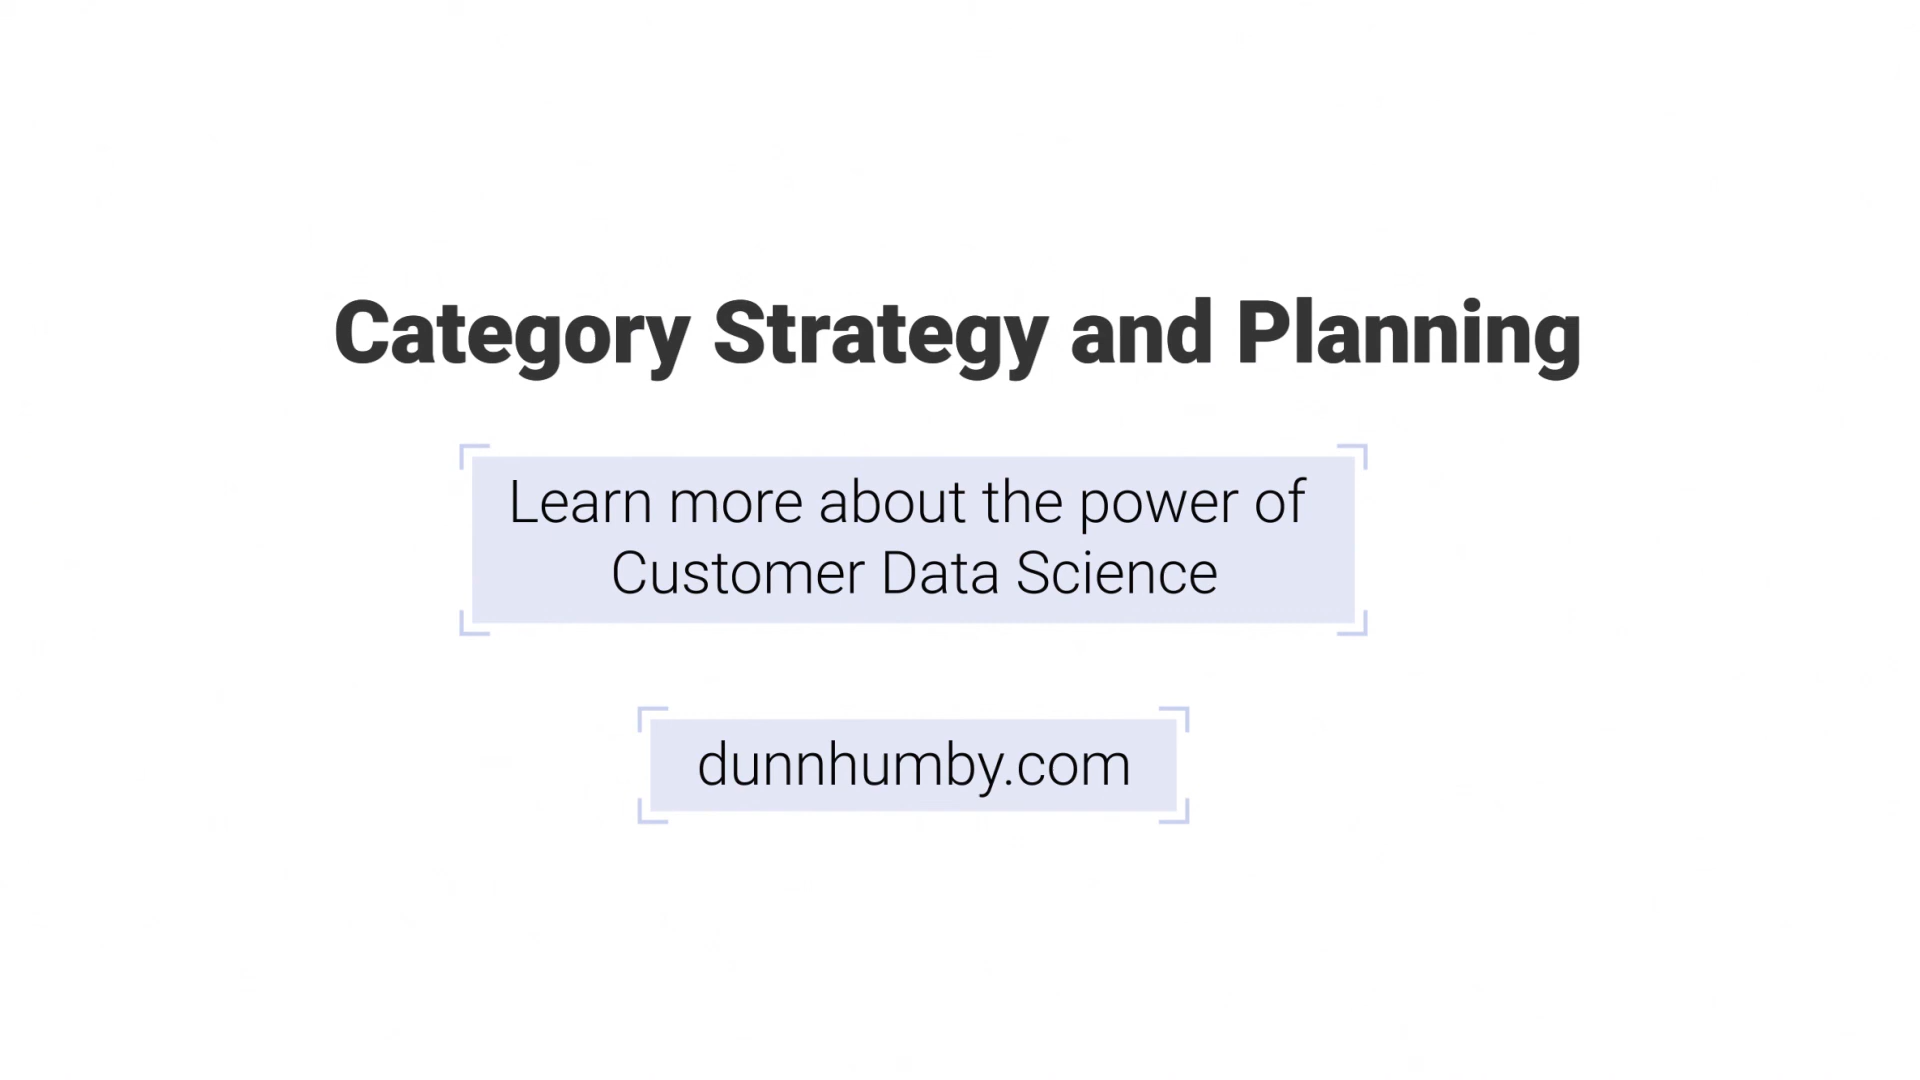 Category Strategy and Planning
Learn more about the power of
Customer Data Science
dunnhumby.com